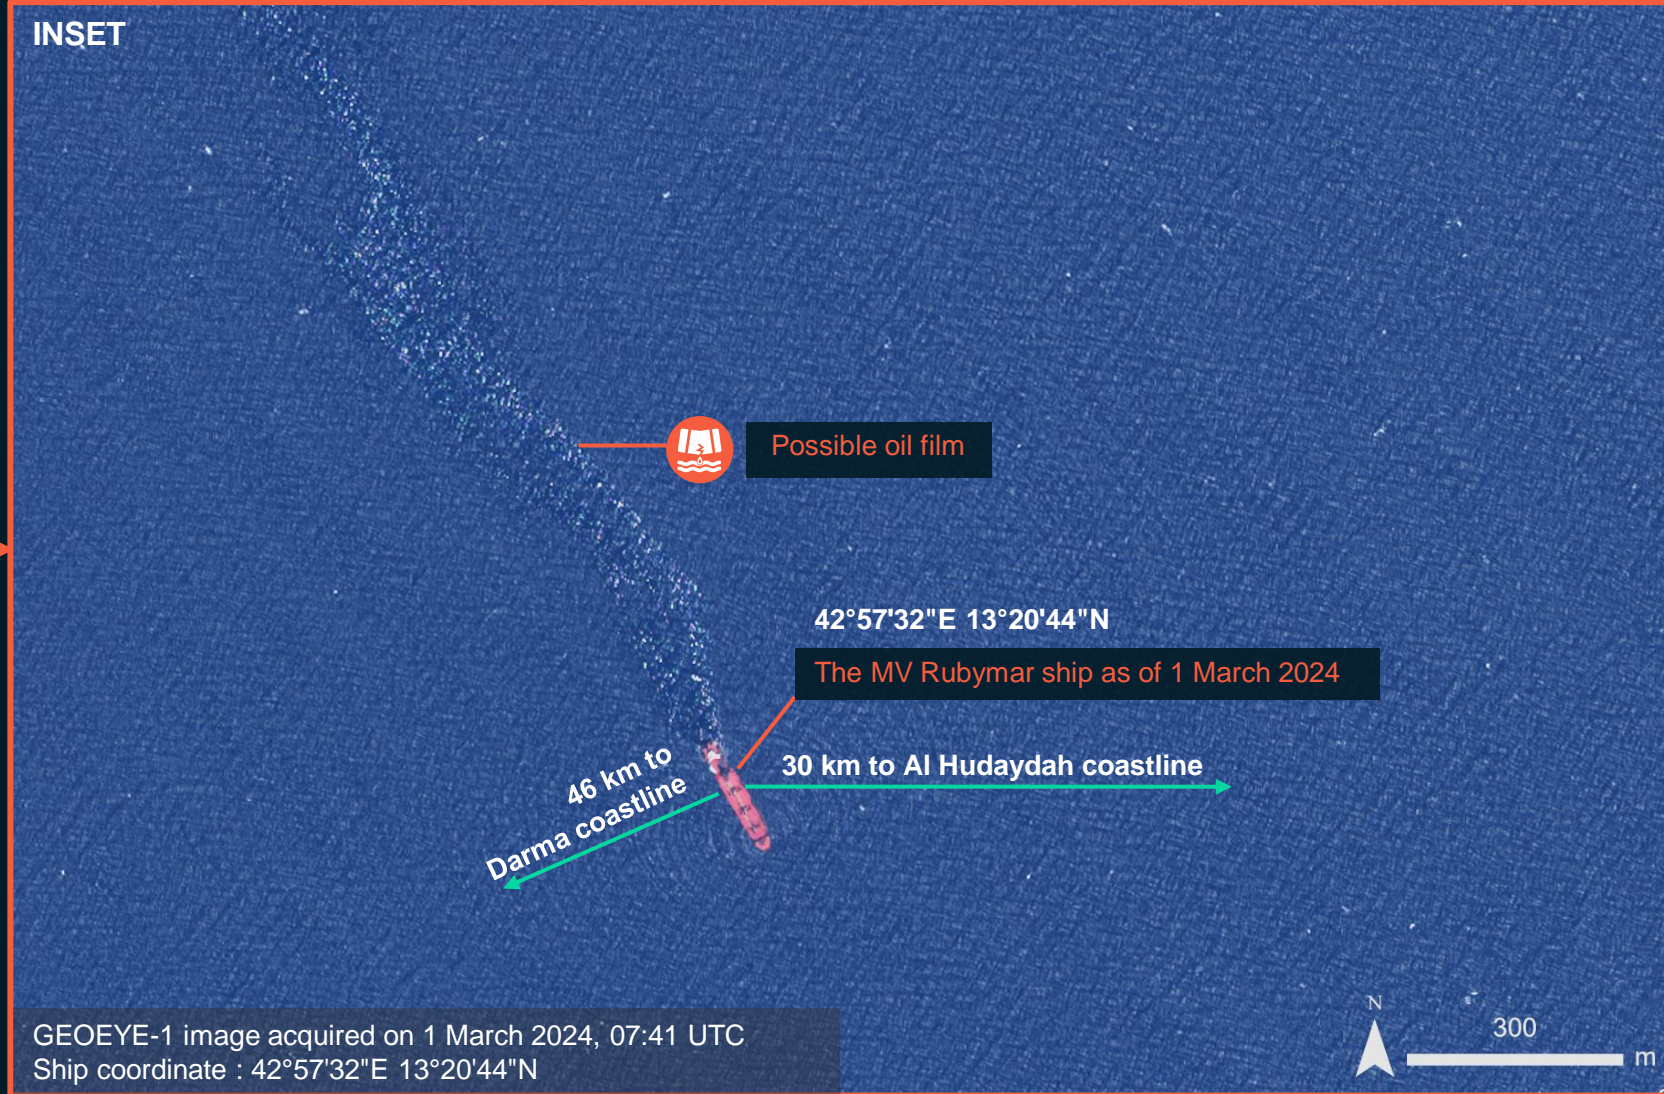 INSET
Possible oil film
42°57'32"E 13°20'44"N
The MV Rubymar ship as of 1 March 2024
46 km to
Darma coastline
30 km to Al Hudaydah coastline
GEOEYE-1 image acquired on 1 March 2024, 07:41 UTC
Ship coordinate : 42°57'32"E 13°20'44"N
N
300
m